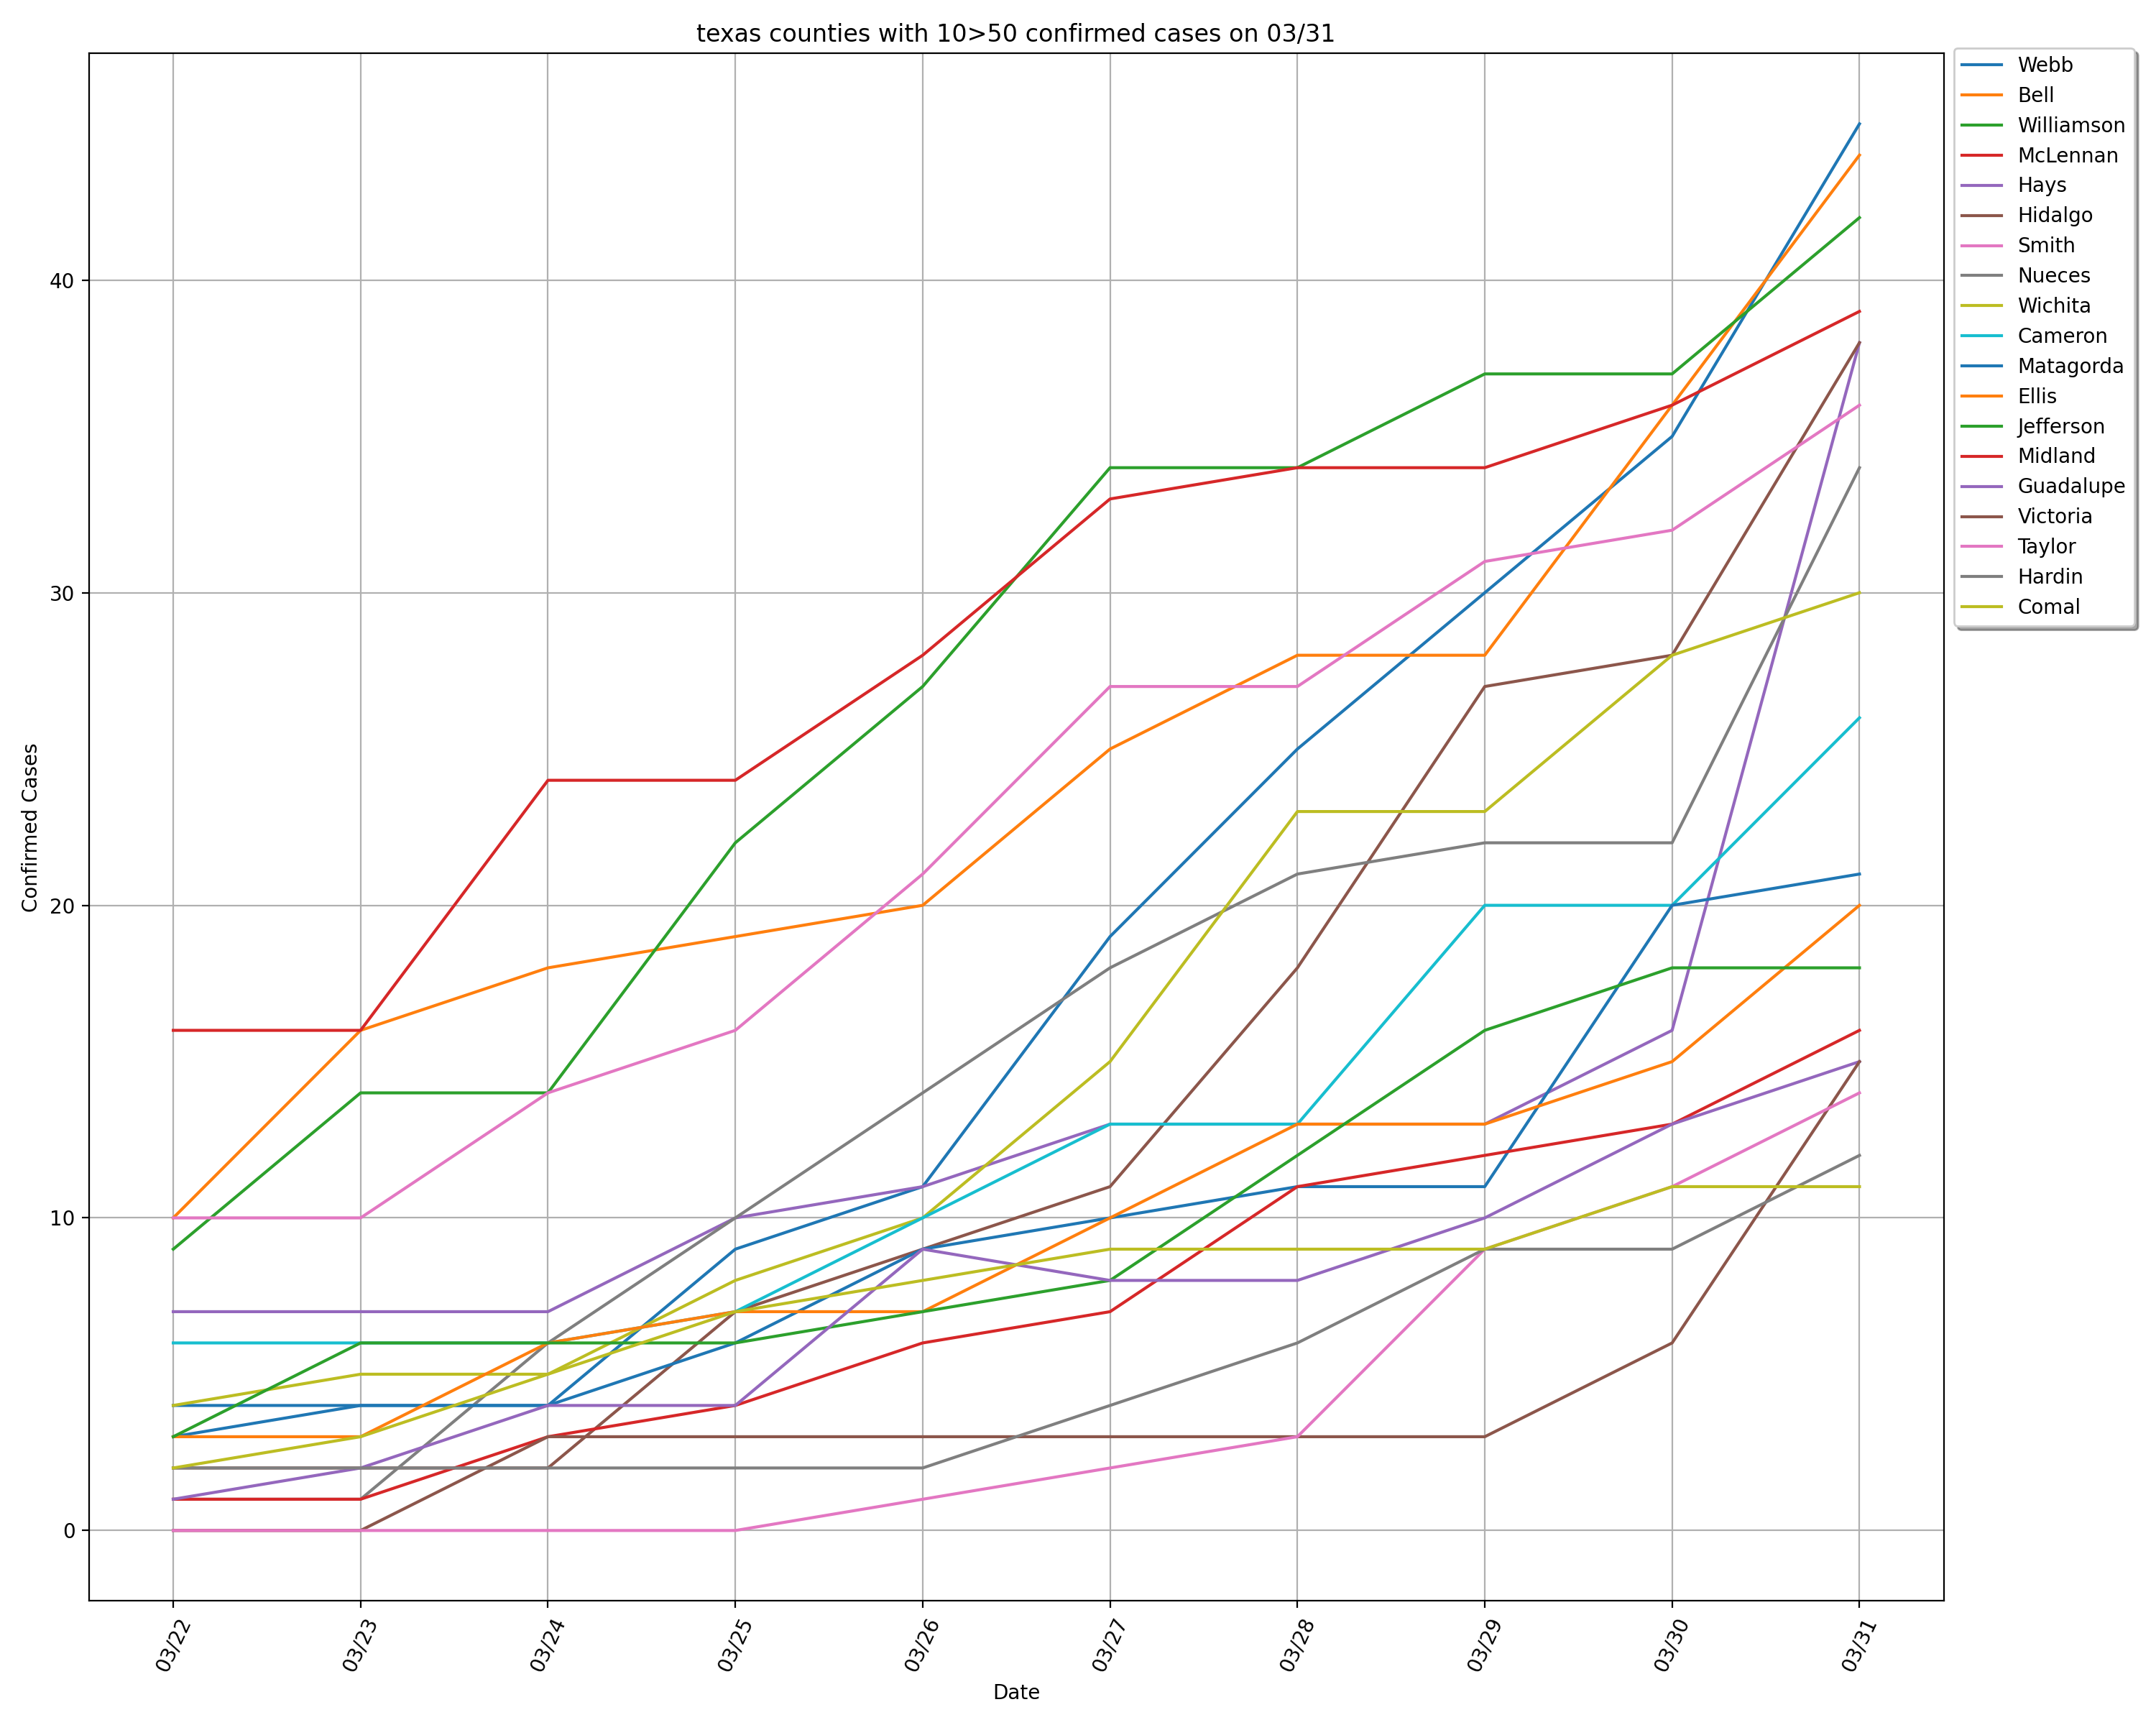 texas counties with 10>50 confirmed cases on 03/31
Webb
Bell
Williamson
McLennan
Hays
Hidalgo
Smith
Nueces
Wichita
Cameron
Matagorda
Ellis
Jefferson
Midland
Guadalupe
Victoria
Taylor
Hardin
Comal
Confirmed Cases
40
30
20
10
0
03/22 03/23 03/24 03/25 03/26 03/27 03/28 03/29 03/30 03/31
Date